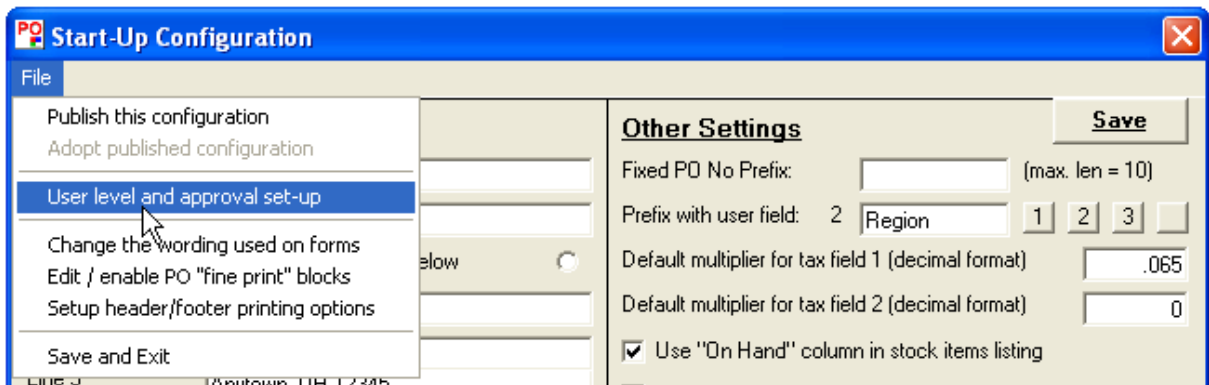 PO Start-Up Configuration
File
Publish this configuration
Adopt published configuration
User level and approval set-up
Change the wording used on forms
Edit / enable PO "fine print" blocks
Setup header/footer printing options
Save and Exit
elow
Anytown, OH 12345
Other Settings
Save
Fixed PO No Prefix: (max. len = 10)
Prefix with user field: 2 Region 1 2 3
Default multiplier for tax field 1 (decimal format) .065
Default multiplier for tax field 2 (decimal format) 0
Use "On Hand" column in stock items listing